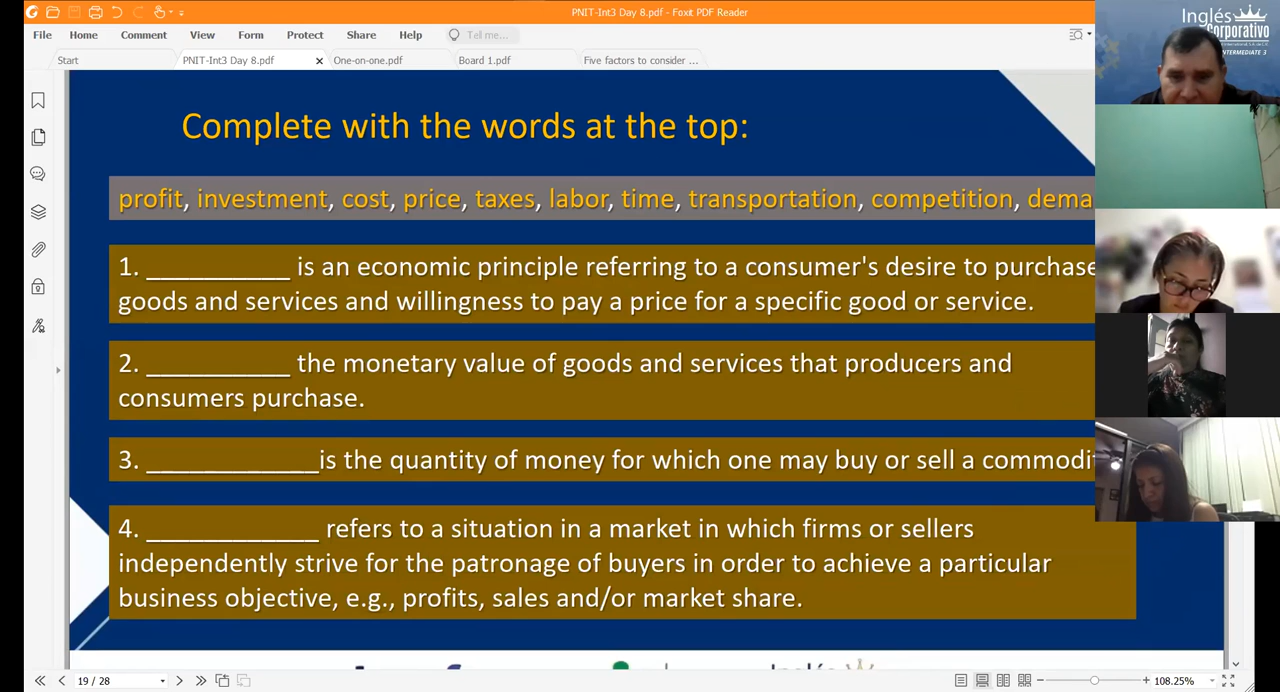 PNIT-Int3 Day 8.pdf - Foxit PDF Reader
File Home Comment View Form Protect Share Help Tell me...
Start PNIT-Int3 Day 8.pdf One-on-one.pdf Board 1.pdf Five factors to consider ...
Inglés
Corporativo
INTERMEDIATE 3
Complete with the words at the top:
profit, investment, cost, price, taxes, labor, time, transportation, competition, dema
1. __________ is an economic principle referring to a consumer's desire to purchase
goods and services and willingness to pay a price for a specific good or service.
2. __________ the monetary value of goods and services that producers and
consumers purchase.
3. ____________is the quantity of money for which one may buy or sell a commodi
4. ____________ refers to a situation in a market in which firms or sellers
independently strive for the patronage of buyers in order to achieve a particular
business objective, e.g., profits, sales and/or market share.
19 / 28
108.25%